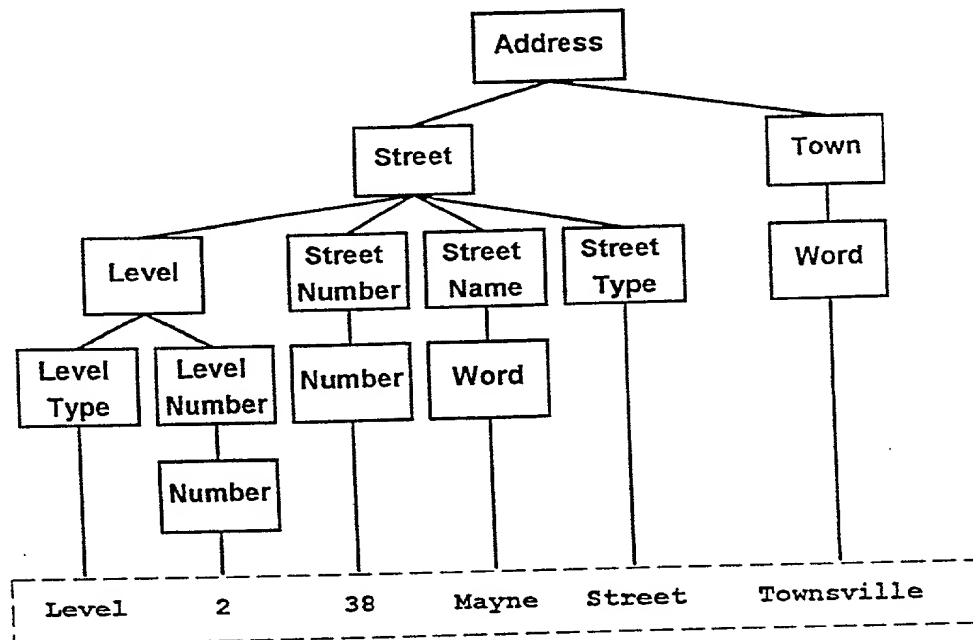 Address
Street
Town
Level
Street
Number
Street
Name
Street
Type
Word
Level
Type
Level
Number
Number
Word
Number
Level 2 38 Mayne Street Townsville